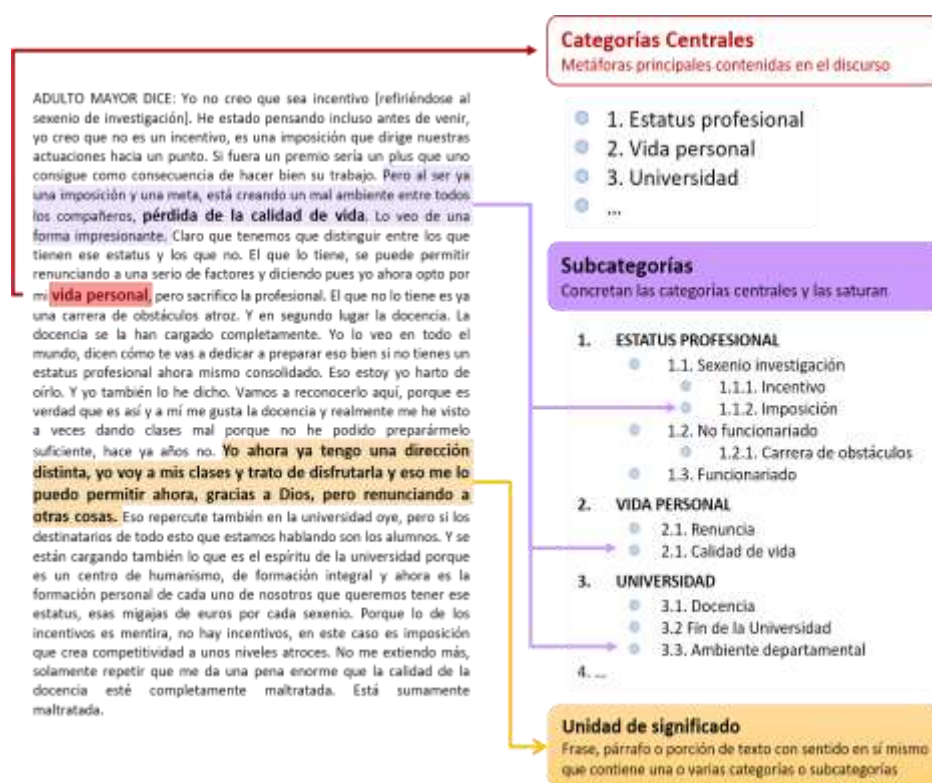 ADULTO MAYOR DICE: Yo no creo que sea incentivo [refiriéndose al
sexenio de investigación]. He estado pensando incluso antes de venir,
yo creo que no es un incentivo, es una imposición que dirige nuestras
actuaciones hacia un punto. Si fuera un premio sería un plus que uno
consigue como consecuencia de hacer bien su trabajo. Pero al ser ya
una imposición y una meta, está creando un mal ambiente entre todos
los compañeros, pérdida de la calidad de vida. Lo veo de una
forma impresionante. Claro que tenemos que distinguir entre los que
tienen ese estatus y los que no. El que lo tiene, se puede permitir
renunciando a una serio de factores y diciendo pues yo ahora opto por
mi vida personal, pero sacrifico la profesional. El que no lo tiene es ya
una carrera de obstáculos atroz. Y en segundo lugar la docencia. La
docencia se la han cargado completamente. Yo lo veo en todo el
mundo, dicen cómo te vas a dedicar a preparar eso bien si no tienes un
estatus profesional ahora mismo consolidado. Eso estoy yo harto de
oírlo. Y yo también lo he dicho. Vamos a reconocerlo aquí, porque es
verdad que es así y a mí me gusta la docencia y realmente me he visto
a veces dando clases mal porque no he podido preparármelo
suficiente, hace ya años no. Yo ahora ya tengo una dirección
distinta, yo voy a mis clases y trato de disfrutarla y eso me lo
puedo permitir ahora, gracias a Dios, pero renunciando a
otras cosas. Eso repercute también en la universidad oye, pero si los
destinatarios de todo esto que estamos hablando son los alumnos. Y se
están cargando también lo que es el espíritu de la universidad porque
es un centro de humanismo, de formación integral y ahora es la
formación personal de cada uno de nosotros que queremos tener ese
estatus, esas migajas de euros por cada sexenio. Porque lo de los
incentivos es mentira, no hay incentivos, en este caso es imposición
que crea competitividad a unos niveles atroces. No me extiendo más,
solamente repetir que me da una pena enorme que la calidad de la
docencia esté completamente maltratada. Está sumamente
maltratada.
Categorías Centrales
Metáforas principales contenidas en el discurso
1. Estatus profesional
2. Vida personal
3. Universidad
...
Subcategorías
Concretan las categorías centrales y las saturan
1. ESTATUS PROFESIONAL
1.1. Sexenio investigación
1.1.1. Incentivo
1.1.2. Imposición
1.2. No funcionariado
1.2.1. Carrera de obstáculos
1.3. Funcionariado
2. VIDA PERSONAL
2.1. Renuncia
2.1. Calidad de vida
3. UNIVERSIDAD
3.1. Docencia
3.2 Fin de la Universidad
3.3. Ambiente departamental
4. ...
Unidad de significado
Frase, párrafo o porción de texto con sentido en sí mismo
que contiene una o varias categorías o subcategorías